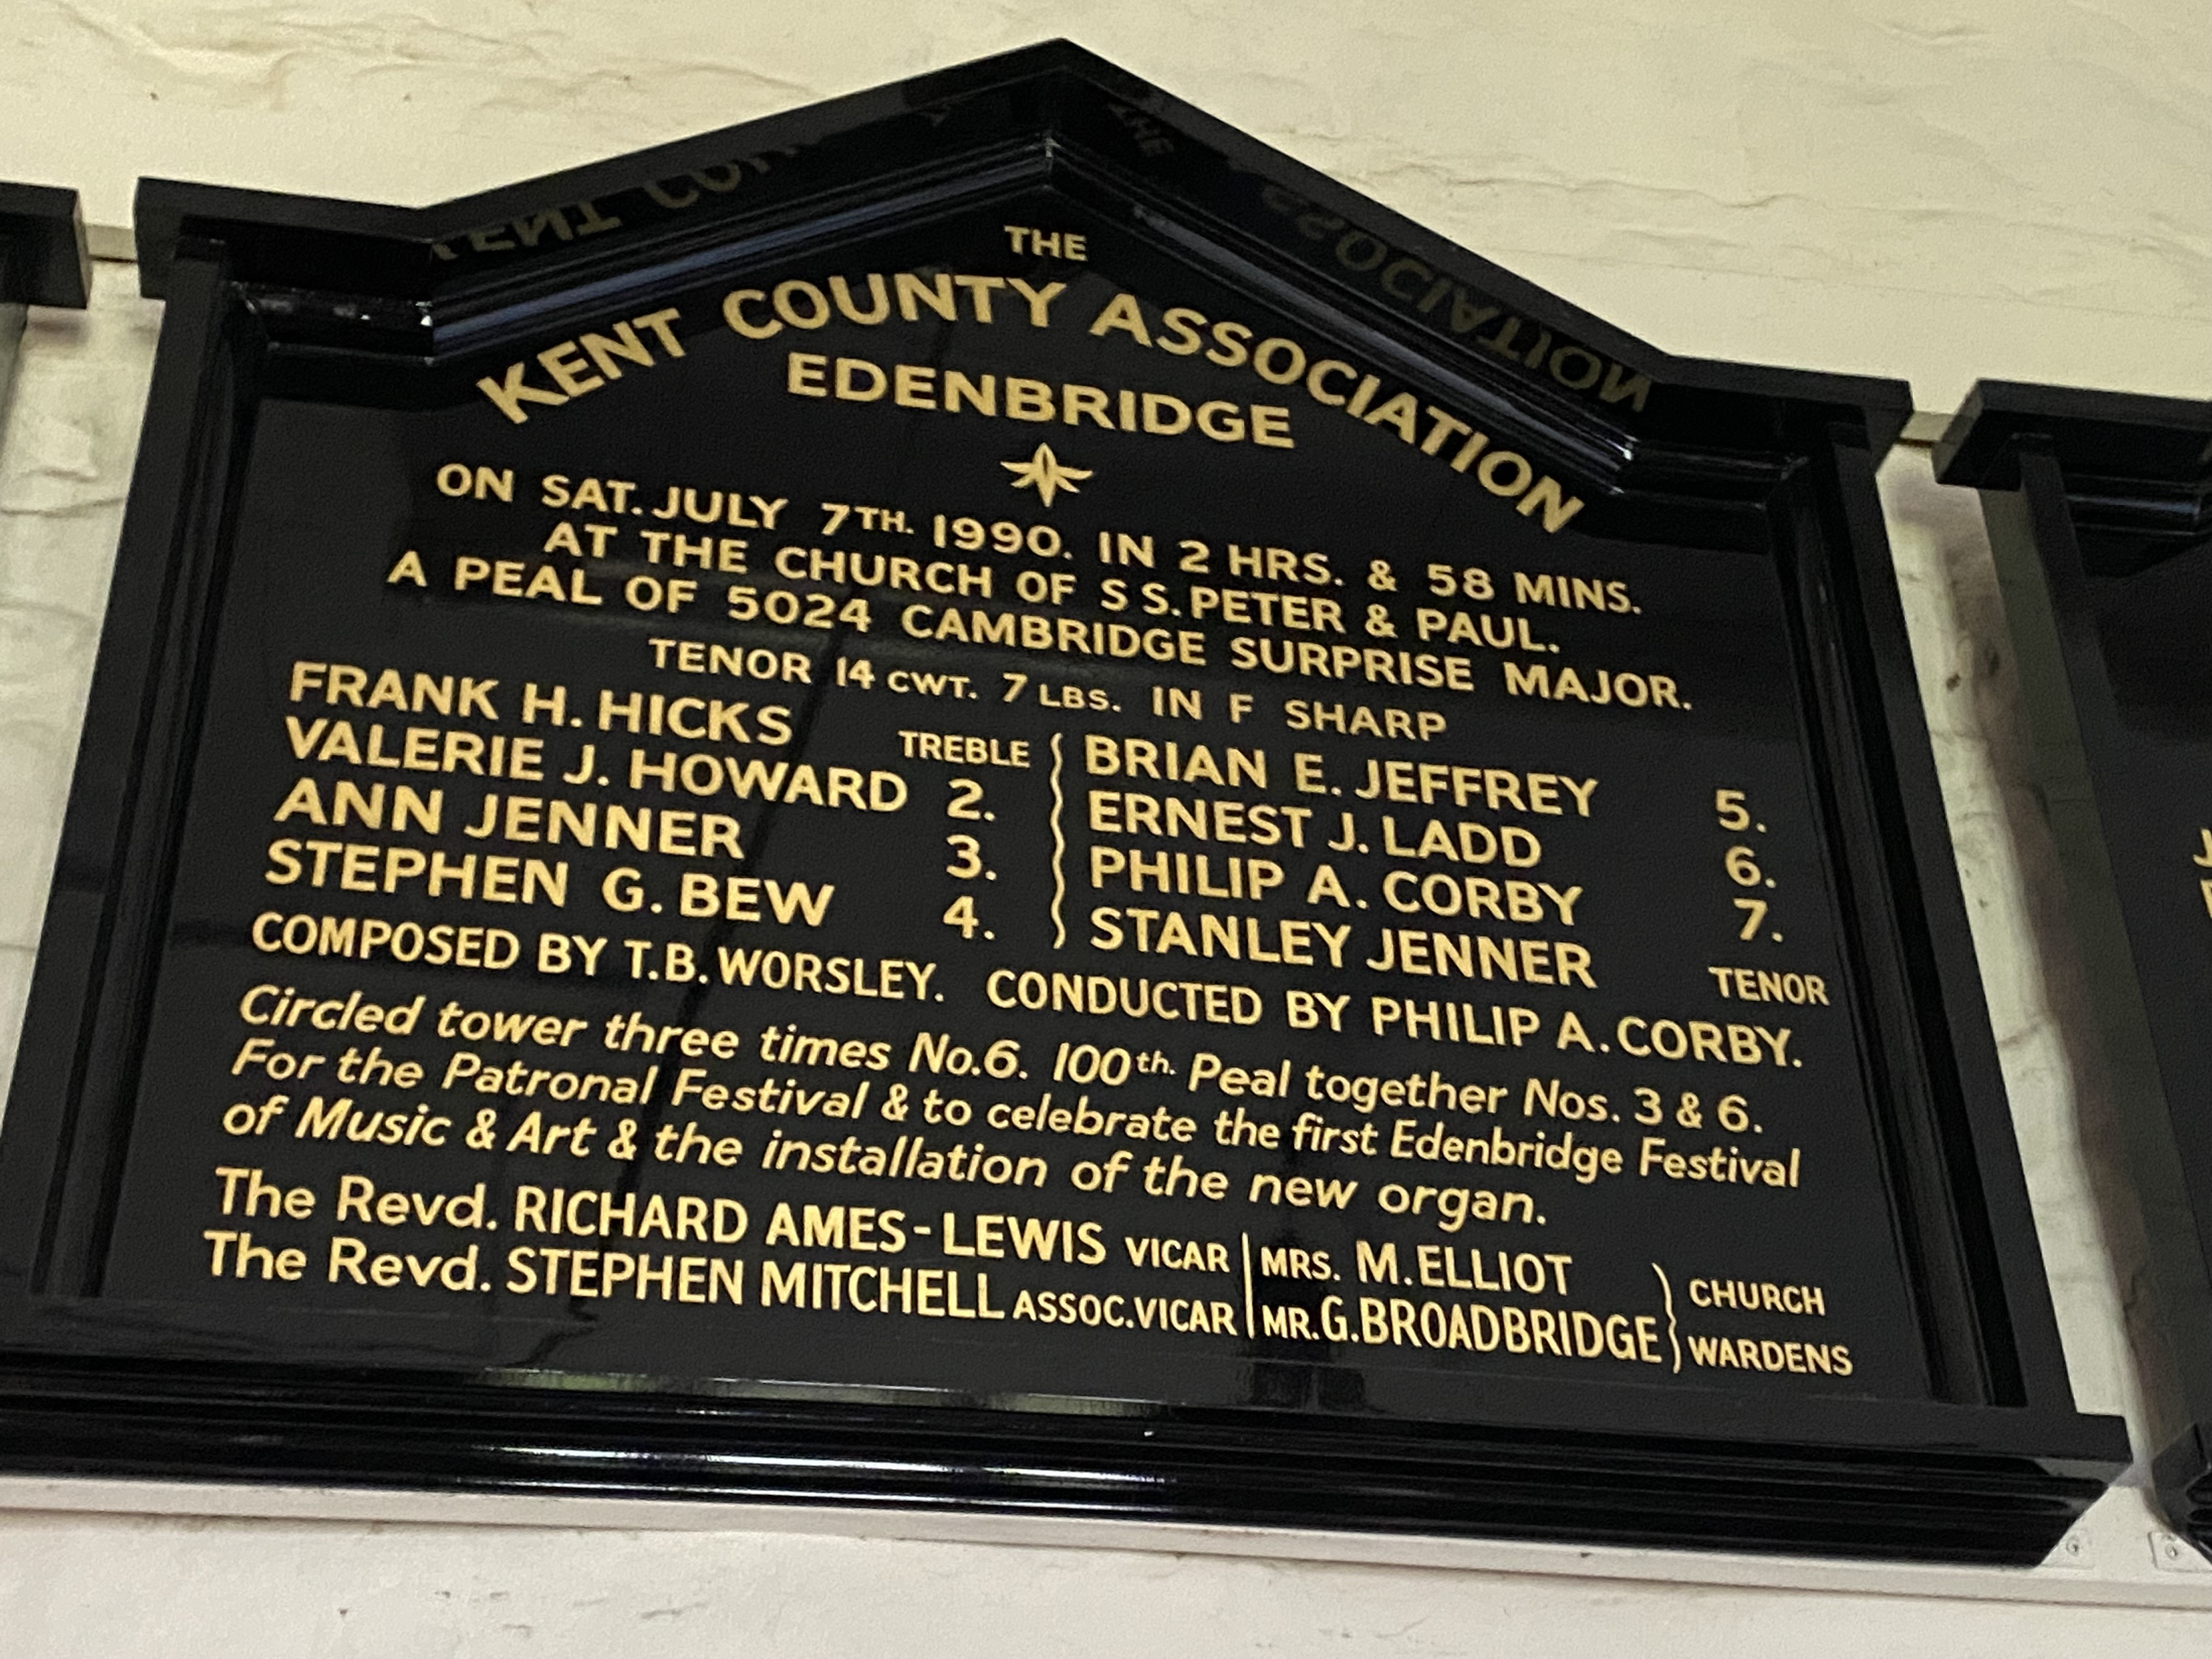 THE
KENT COUNTY ASSOCIATION
EDENBRIDGE
ON SAT. JULY 7TH. 1990. IN 2 HRS. & 58 MINS.
AT THE CHURCH OF S S. PETER & PAUL.
A PEAL OF 5024 CAMBRIDGE SURPRISE MAJOR.
TENOR 14 CWT. 7 LBS. IN F SHARP
FRANK H. HICKS TREBLE BRIAN E. JEFFREY 5.
VALERIE J. HOWARD 2. ERNEST J. LADD 6.
ANN JENNER 3. PHILIP A. CORBY 7.
STEPHEN G. BEW 4. STANLEY JENNER TENOR
COMPOSED BY T.B. WORSLEY. CONDUCTED BY PHILIP A. CORBY.
Circled tower three times No.6. 100th. Peal together Nos. 3 & 6.
For the Patronal Festival & to celebrate the first Edenbridge Festival
of Music & Art & the installation of the new organ.
The Revd. RICHARD AMES-LEWIS VICAR MRS. M. ELLIOT CHURCH
The Revd. STEPHEN MITCHELL ASSOC. VICAR MR. G. BROADBRIDGE WARDENS